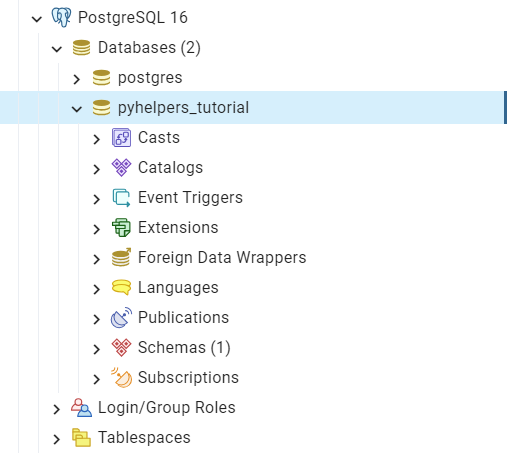 PostgreSQL 16
Databases (2)
postgres
pyhelpers_tutorial
Casts
Catalogs
Event Triggers
Extensions
Foreign Data Wrappers
Languages
Publications
Schemas (1)
Subscriptions
Login/Group Roles
Tablespaces